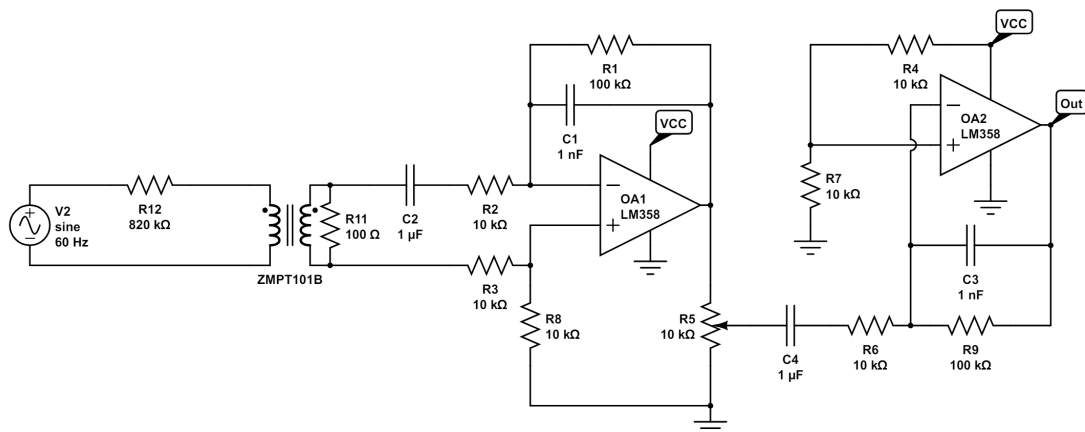 V2
sine
60 Hz
R12
820 kΩ
ZMPT101B
R11
100 Ω
C2
1 µF
R2
10 kΩ
R3
10 kΩ
R8
10 kΩ
R1
100 kΩ
C1
1 nF
VCC
OA1
LM358
R5
10 kΩ
C4
1 µF
R6
10 kΩ
R9
100 kΩ
C3
1 nF
R7
10 kΩ
R4
10 kΩ
VCC
OA2
LM358
Out